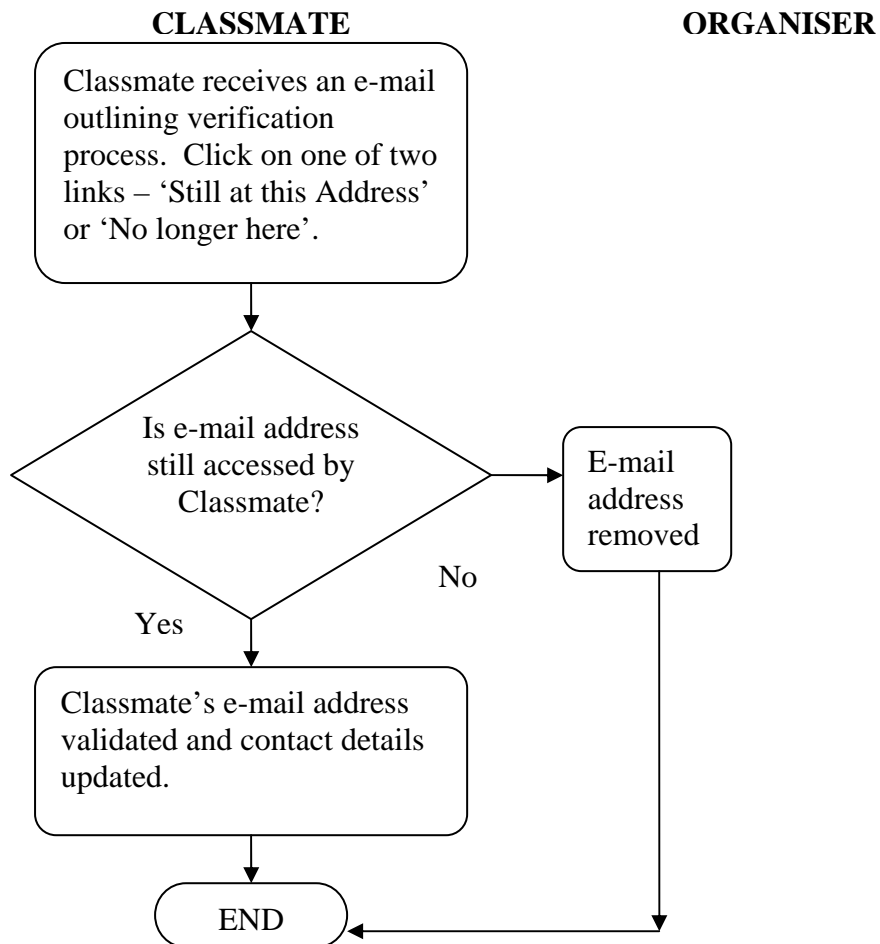 CLASSMATE
ORGANISER
Classmate receives an e-mail
outlining verification
process.  Click on one of two
links – ‘Still at this Address’
or ‘No longer here’.
Is e-mail address
still accessed by
Classmate?
E-mail
address
removed
No
Yes
Classmate’s e-mail address
validated and contact details
updated.
END